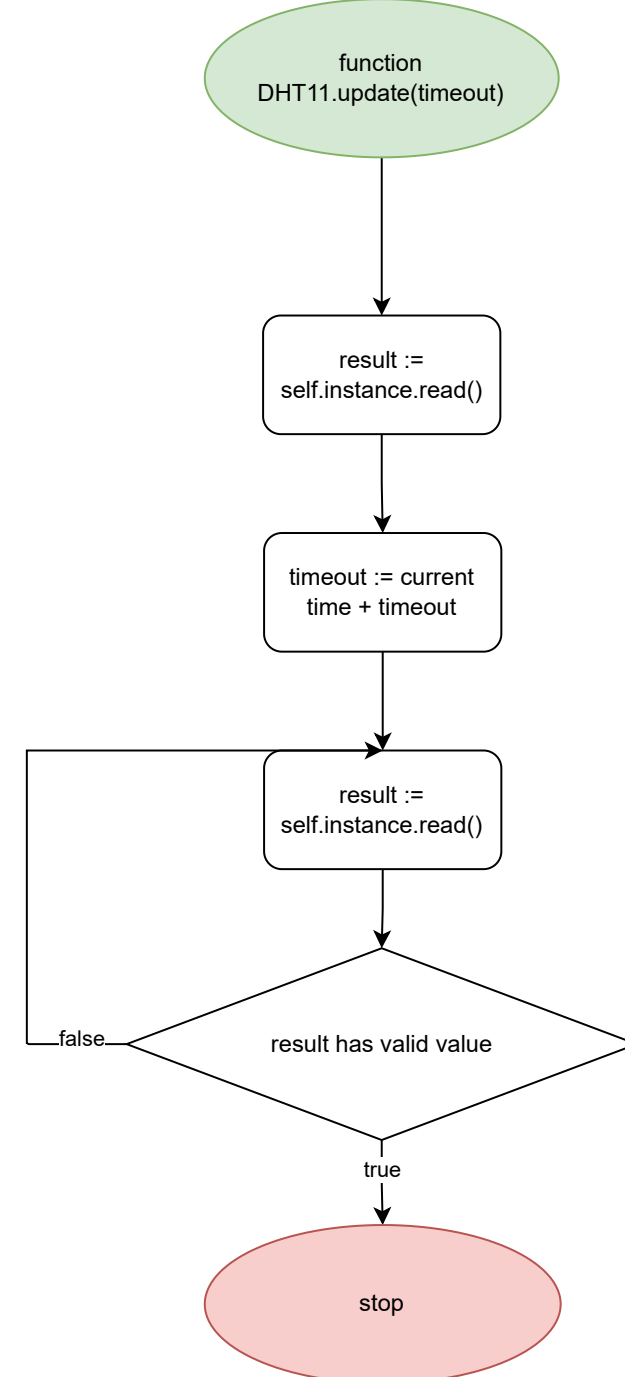 function
DHT11.update(timeout)
result :=
self.instance.read()
timeout := current
time + timeout
result :=
self.instance.read()
result has valid value
false
true
stop